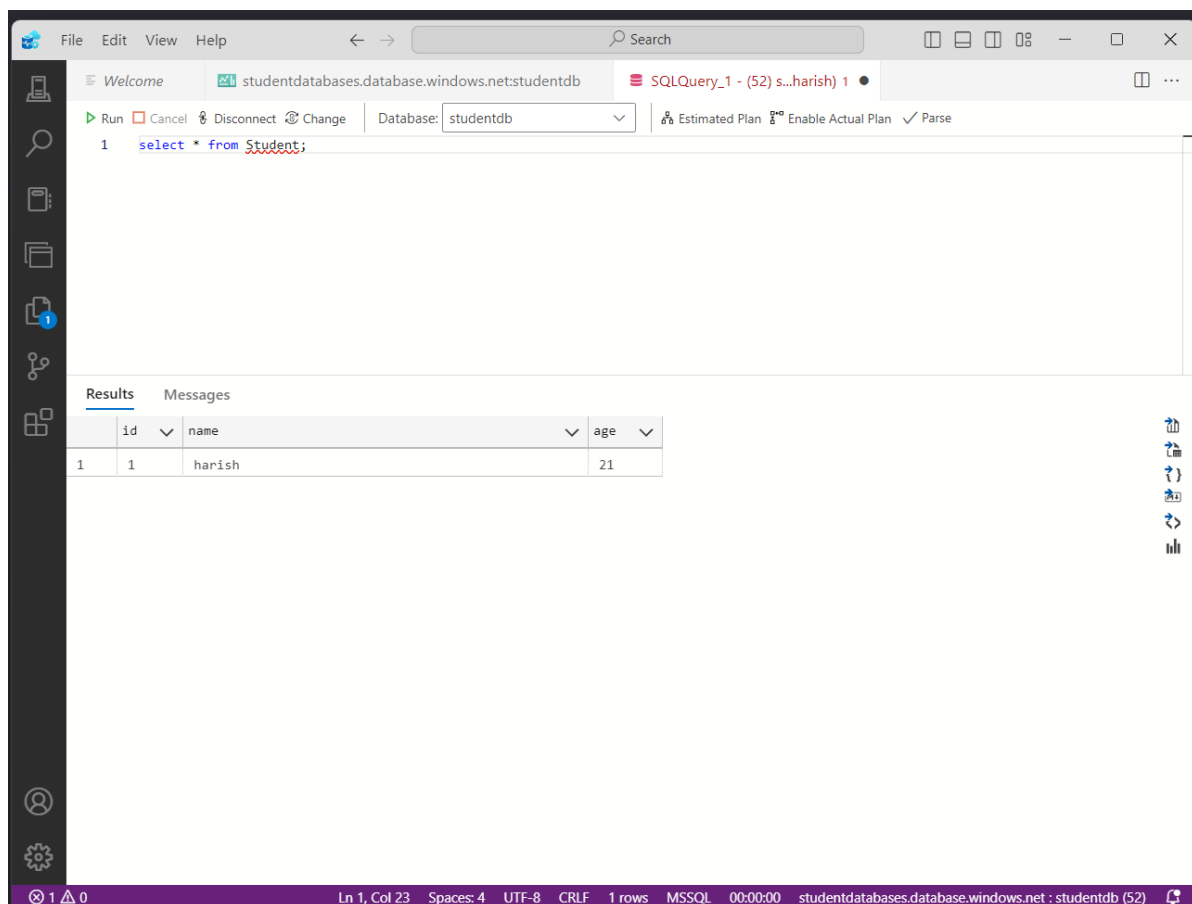 File Edit View Help Search
Welcome studentdatabases.database.windows.net:studentdb SQLQuery_1 - (52) s...harish) 1
Run Cancel Disconnect Change Database: studentdb Estimated Plan Enable Actual Plan Parse
1 select * from Student;
1
Results Messages
id name age
1 1 harish 21
1 0 Ln 1, Col 23 Spaces: 4 UTF-8 CRLF 1 rows MSSQL 00:00:00 studentdatabases.database.windows.net : studentdb (52)